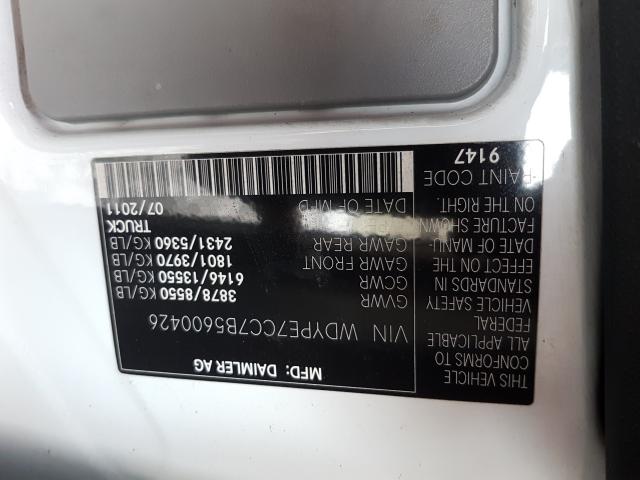 MFD: DAIMLER AG
VIN WDYPE7CC7B5600426
GVWR 3878/8550 KG/LB
GCWR 6146/13550 KG/LB
GAWR FRONT 1801/3970 KG/LB
GAWR REAR 2431/5360 KG/LB
TRUCK
DATE OF MFD 07/2011
THIS VEHICLE
CONFORMS TO
ALL APPLICABLE
FEDERAL
VEHICLE SAFETY
STANDARDS IN
EFFECT ON THE
DATE OF MANU-
FACTURE SHOWN
ON THE RIGHT.
PAINT CODE
9147